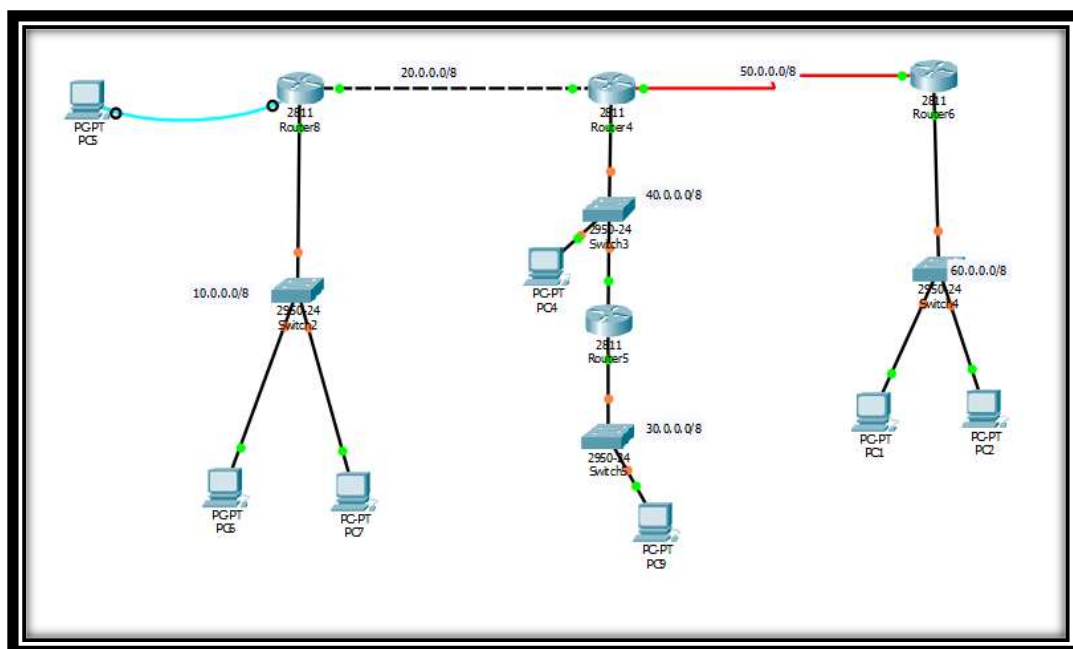 20.0.0.0/8
50.0.0.0/8
PC-PT
PC5
2811
Router8
2811
Router4
2811
Router6
40.0.0.0/8
2950-24
Switch3
PC-PT
PC4
10.0.0.0/8
2950-24
Switch2
60.0.0.0/8
2950-24
Switch4
2811
Router5
30.0.0.0/8
2950-24
Switch5
PC-PT
PC1
PC-PT
PC2
PC-PT
PC6
PC-PT
PC7
PC-PT
PC9